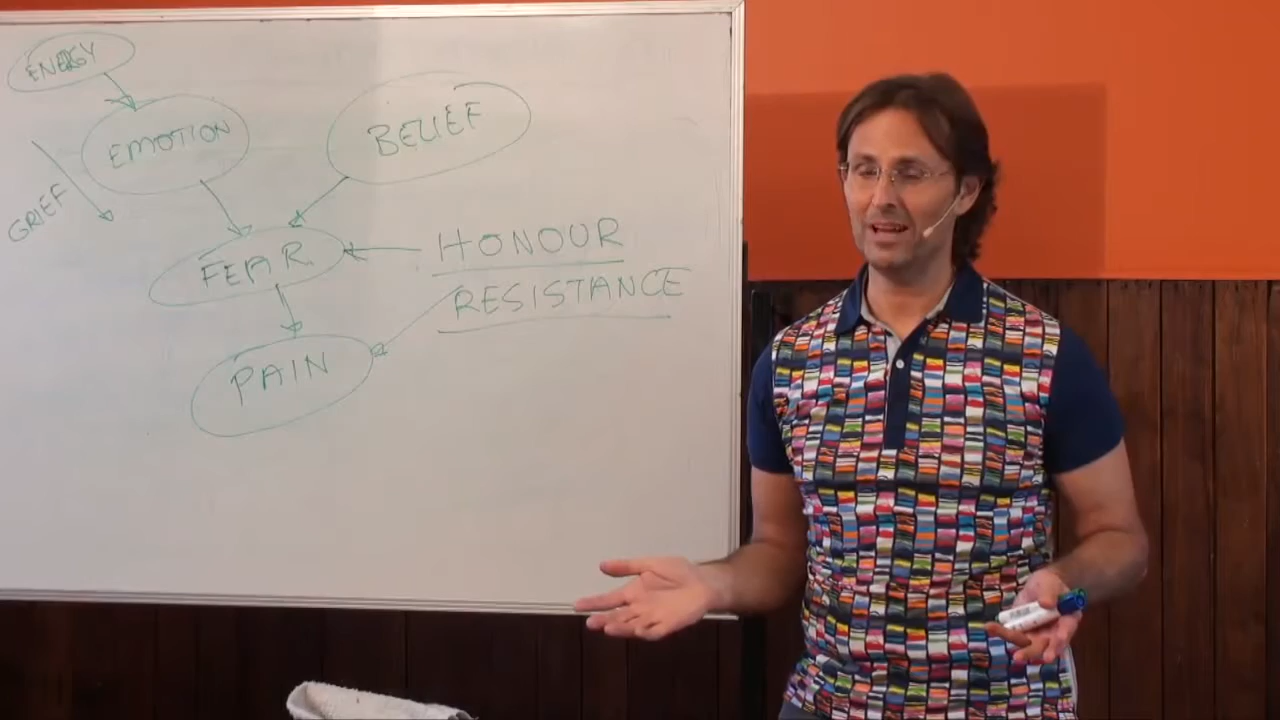 ENERGY
EMOTION
BELIEF
GRIEF
FEAR
HONOUR
RESISTANCE
PAIN